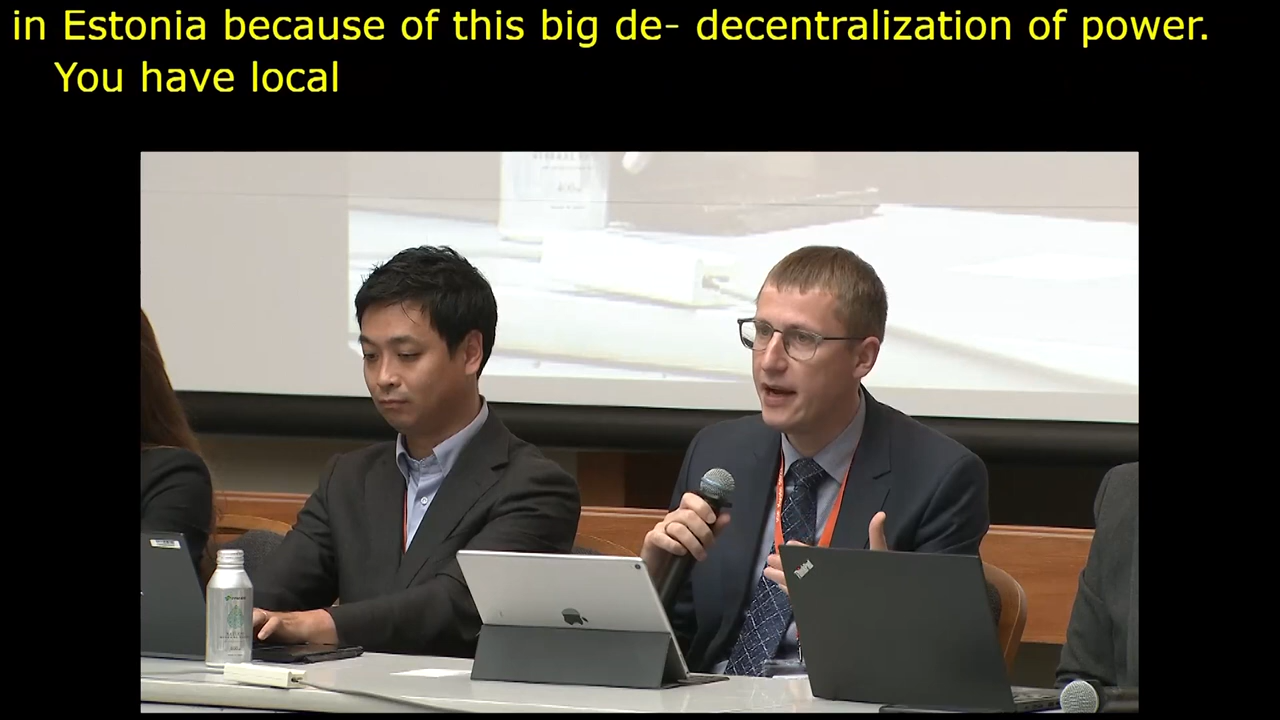 in Estonia because of this big de- decentralization of power.
You have local
ThinkPad